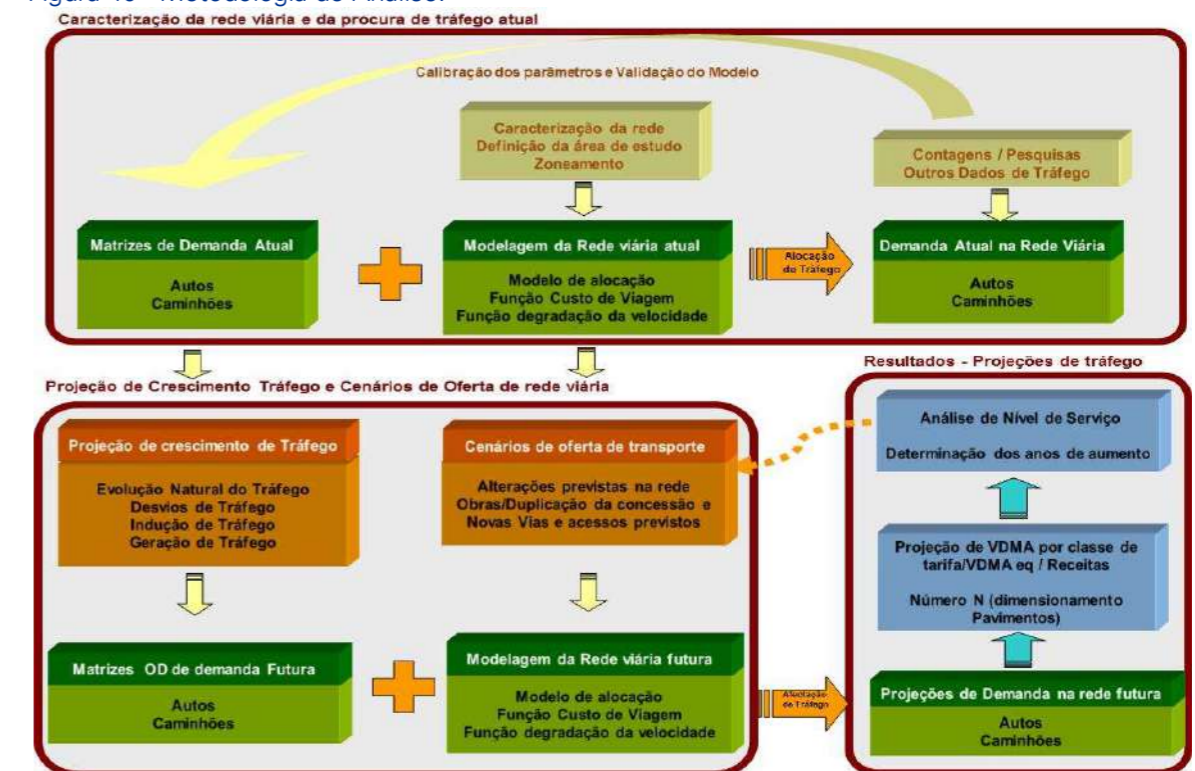 Caracterização da rede viária e da procura de tráfego atual
Calibração dos parâmetros e Validação do Modelo
Caracterização da rede
Definição da área de estudo
Zoneamento
Contagens / Pesquisas
Outros Dados de Tráfego
Matrizes de Demanda Atual
Autos
Caminhões
Modelagem da Rede viária atual
Modelo de alocação
Função Custo de Viagem
Função degradação da velocidade
Alocação
de Tráfego
Demanda Atual na Rede Viária
Autos
Caminhões
Projeção de Crescimento Tráfego e Cenários de Oferta de rede viária
Projeção de crescimento de Tráfego
Evolução Natural do Tráfego
Desvios de Tráfego
Indução de Tráfego
Geração de Tráfego
Cenários de oferta de transporte
Alterações previstas na rede
Obras/Duplicação da concessão e
Novas Vias e acessos previstos
Matrizes OD de demanda Futura
Autos
Caminhões
Modelagem da Rede viária futura
Modelo de alocação
Função Custo de Viagem
Função degradação da velocidade
de Tráfego
Resultados - Projeções de tráfego
Análise de Nível de Serviço
Determinação dos anos de aumento
Projeção de VDMA por classe de
tarifa/VDMA eq / Receitas
Número N (dimensionamento
Pavimentos)
Projeções de Demanda na rede futura
Autos
Caminhões